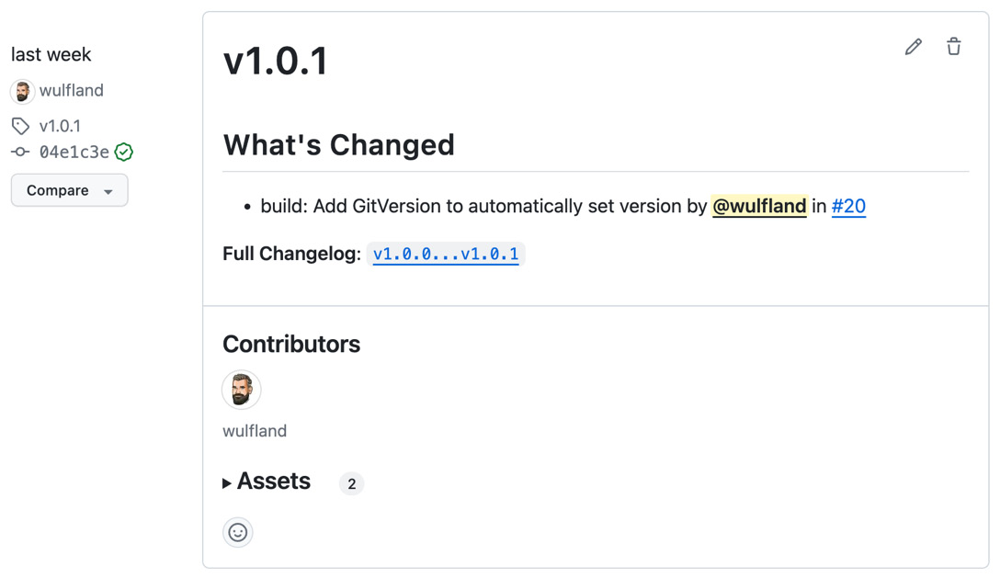 last week
wulfland
v1.0.1
04e1c3e
Compare
v1.0.1
What's Changed
build: Add GitVersion to automatically set version by @wulfland in #20
Full Changelog: v1.0.0...v1.0.1
Contributors
wulfland
Assets 2